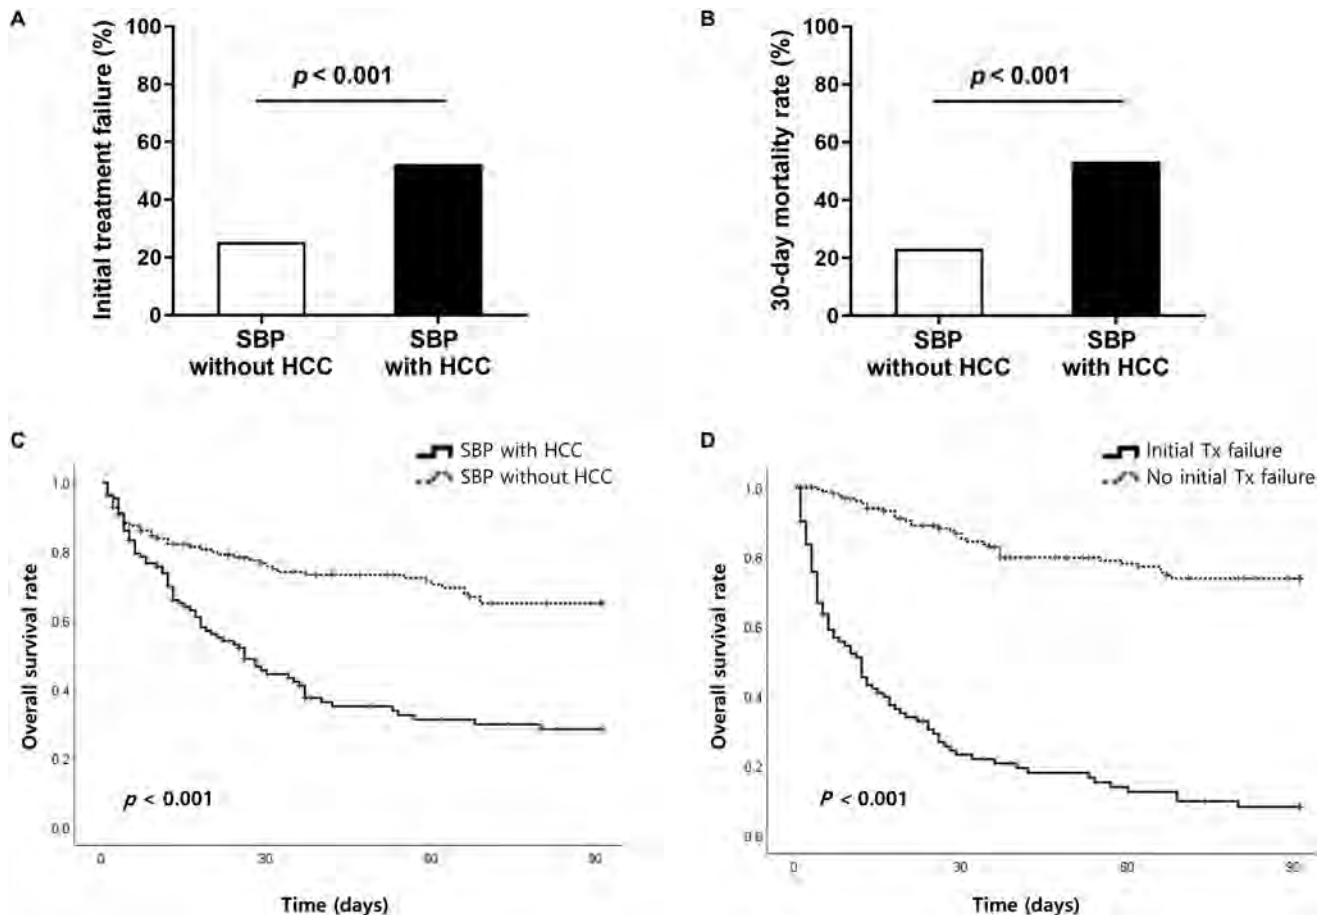 A
Initial treatment failure (%)
100
80
60
40
20
0
p < 0.001
SBP
without HCC
SBP
with HCC
B
30-day mortality rate (%)
100
80
60
40
20
0
p < 0.001
SBP
without HCC
SBP
with HCC
C
SBP with HCC
SBP without HCC
Overall survival rate
1.0
0.8
0.6
0.4
0.2
0.0
p < 0.001
0 30 60 90
Time (days)
D
Initial Tx failure
No initial Tx failure
Overall survival rate
1.0
0.8
0.6
0.4
0.2
0.0
P < 0.001
0 30 60 90
Time (days)